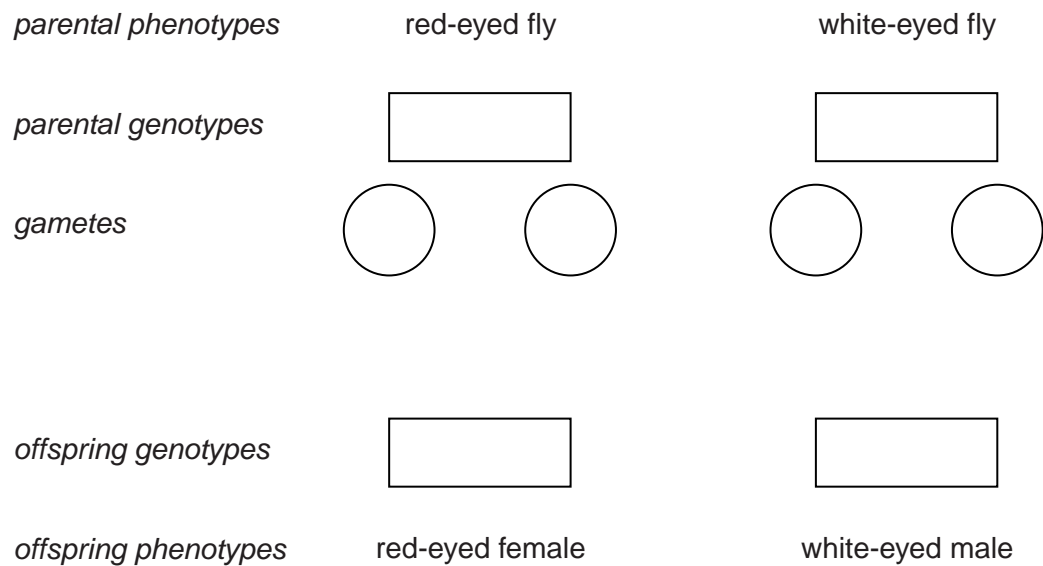 parental phenotypes red-eyed fly white-eyed fly
parental genotypes
gametes
offspring genotypes
offspring phenotypes red-eyed female white-eyed male